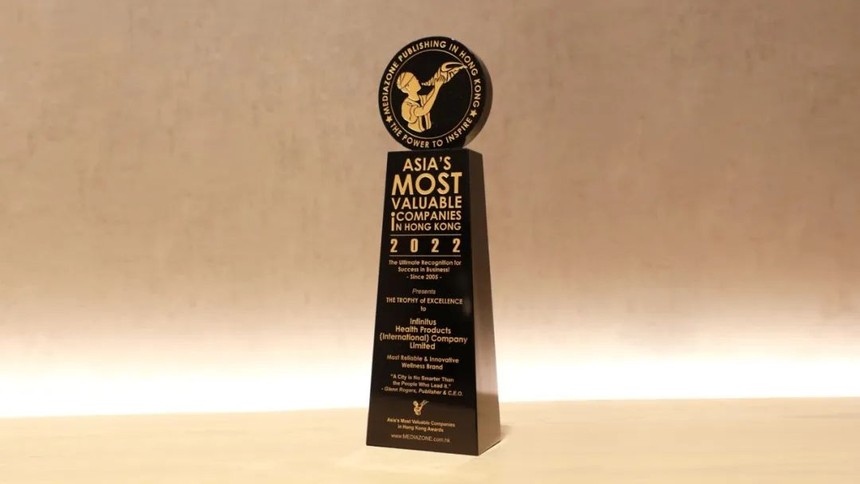 ★ MEDIAZONE PUBLISHING IN HONG KONG ★
THE POWER TO INSPIRE
ASIA'S
MOST
VALUABLE
COMPANIES
IN HONG KONG
2022
The Ultimate Recognition for
Success in Business!
- Since 2005 -
Presents
THE TROPHY of EXCELLENCE
to
Infinitus
Health Products
(International) Company
Limited
Most Reliable & Innovative
Wellness Brand
"A City is No Smarter Than
the People Who Lead it."
- Glenn Rogers, Publisher & C.E.O.
Asia's Most Valuable Companies
in Hong Kong Awards
www.MEDIAZONE.com.hk